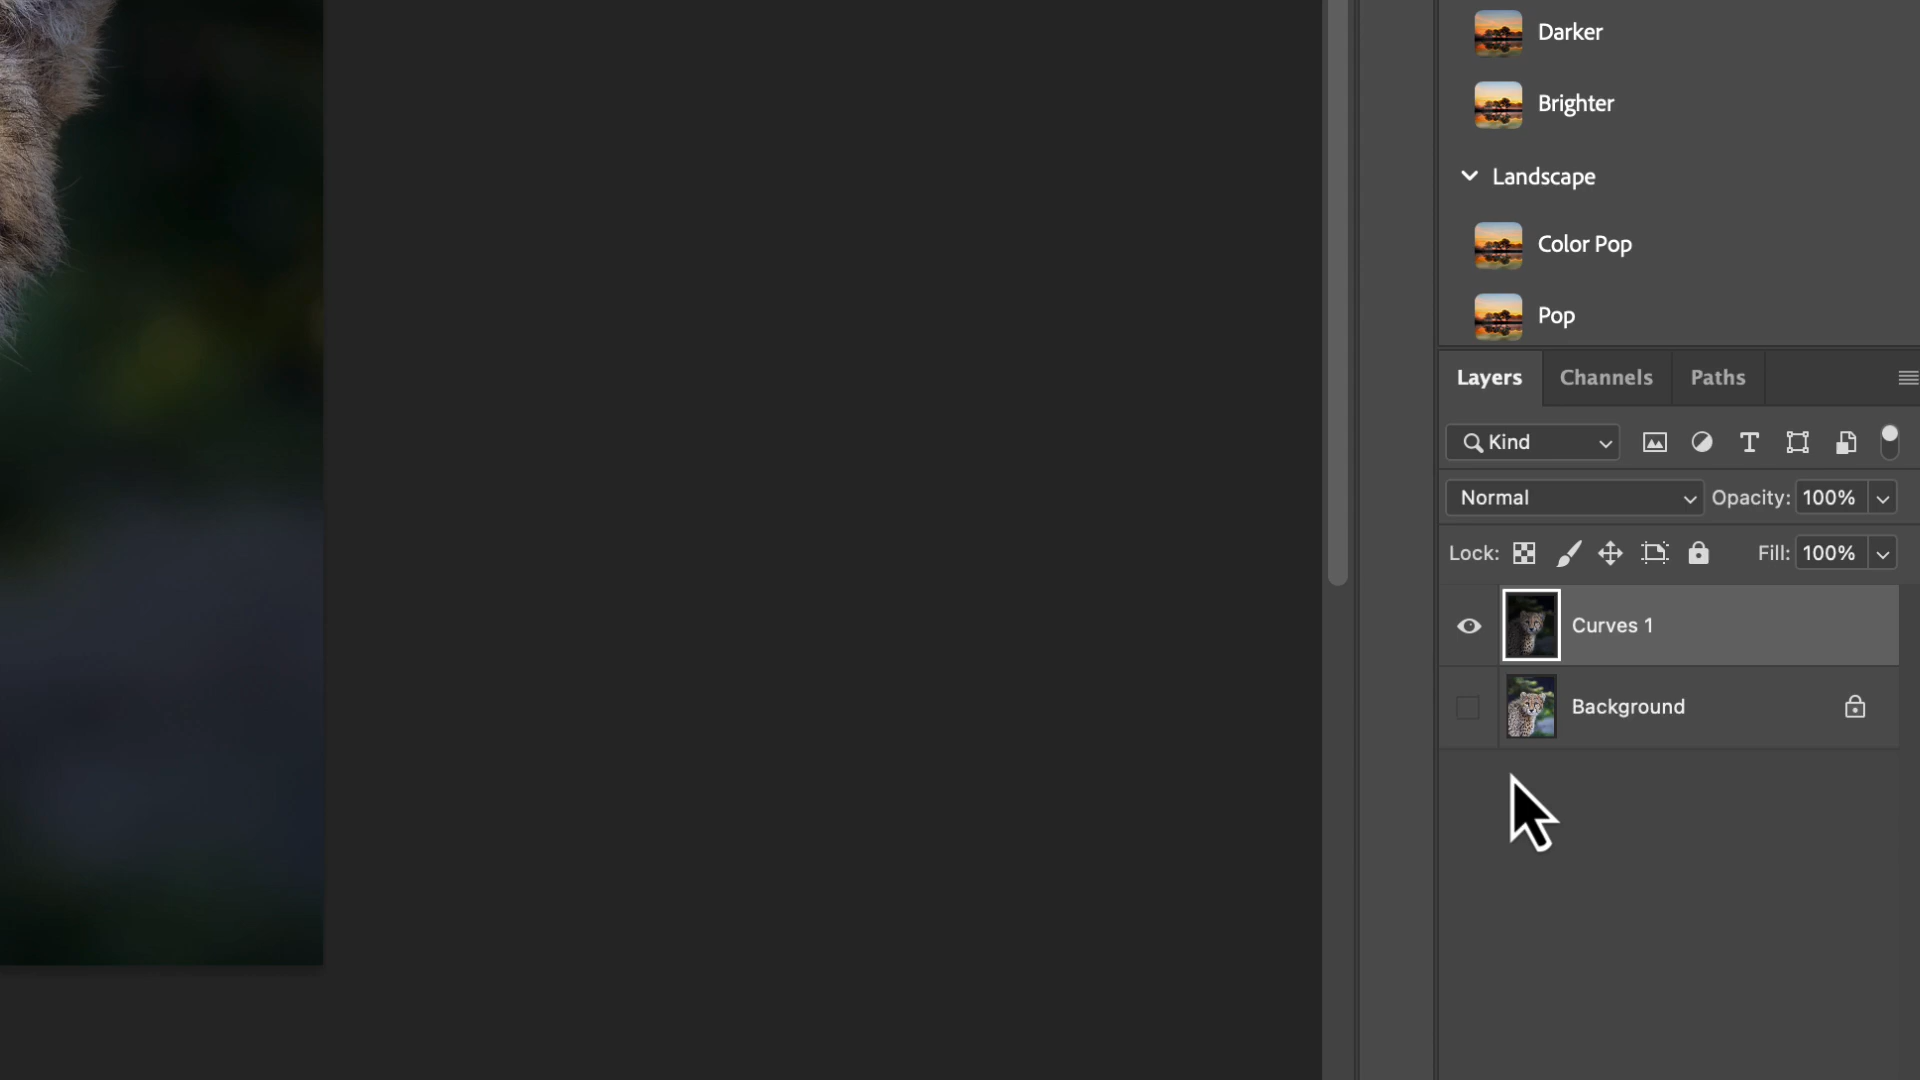 Darker
Brighter
Landscape
Color Pop
Pop
Layers Channels Paths
Kind
Normal Opacity: 100%
Lock: Fill: 100%
Curves 1
Background